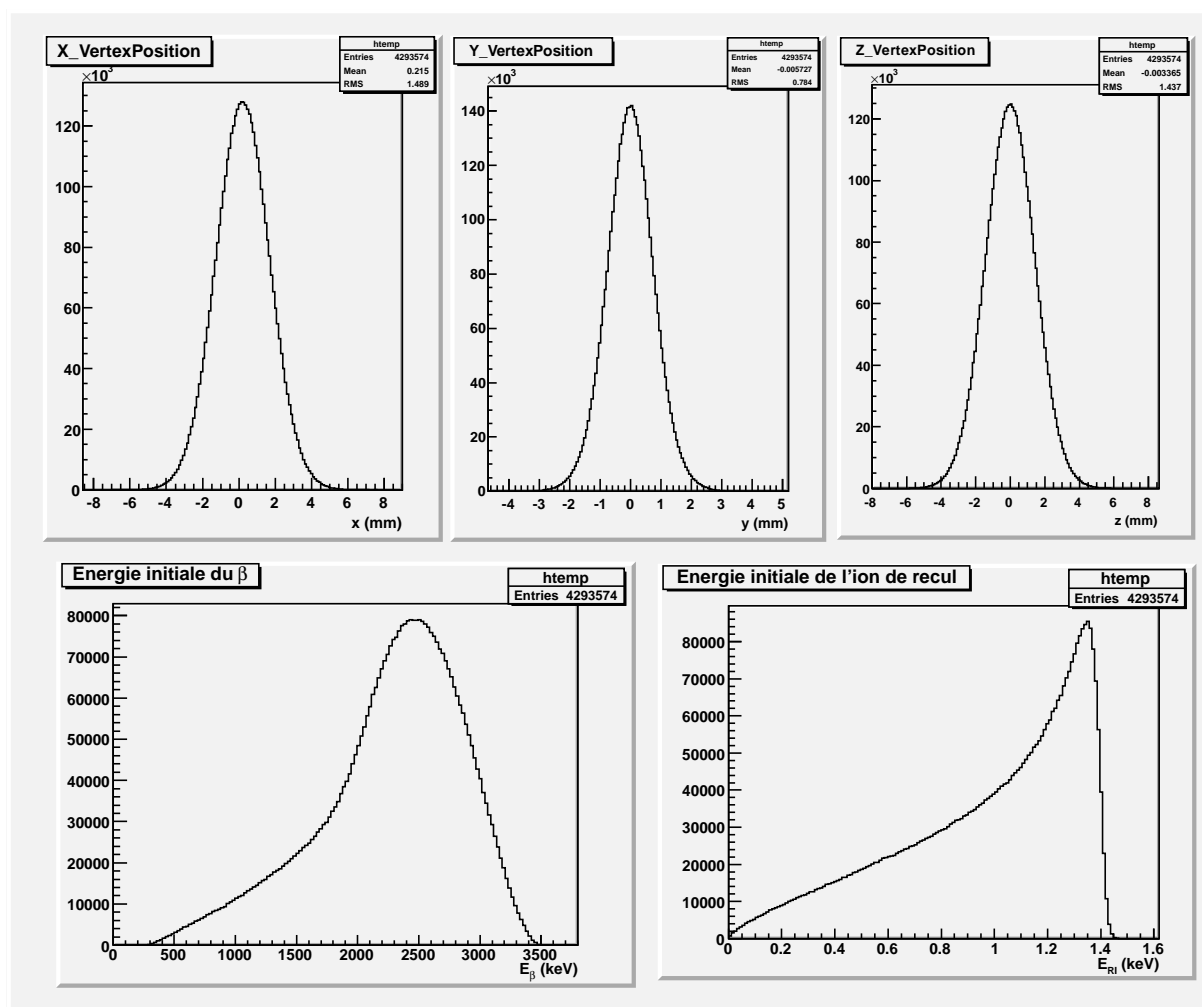 X_VertexPosition
htemp
Entries 4293574
Mean 0.215
RMS 1.489
×10³
120
100
80
60
40
20
0
-8 -6 -4 -2 0 2 4 6 8
x (mm)
Y_VertexPosition
htemp
Entries 4293574
Mean -0.005727
RMS 0.784
×10³
140
120
100
80
60
40
20
0
-4 -3 -2 -1 0 1 2 3 4 5
y (mm)
Z_VertexPosition
htemp
Entries 4293574
Mean -0.003365
RMS 1.437
×10³
120
100
80
60
40
20
0
-8 -6 -4 -2 0 2 4 6 8
z (mm)
Energie initiale du β
htemp
Entries 4293574
80000
70000
60000
50000
40000
30000
20000
10000
0
0 500 1000 1500 2000 2500 3000 3500
Eβ (keV)
Energie initiale de l'ion de recul
htemp
Entries 4293574
80000
70000
60000
50000
40000
30000
20000
10000
0
0 0.2 0.4 0.6 0.8 1 1.2 1.4 1.6
E_RI (keV)